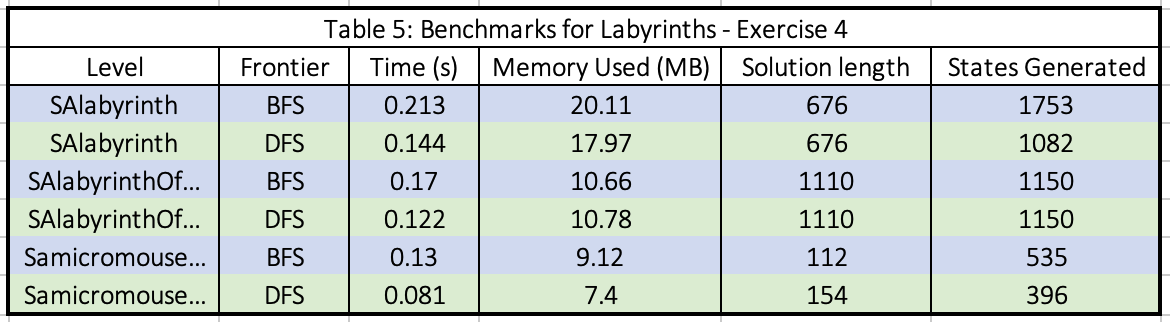 Table 5: Benchmarks for Labyrinths - Exercise 4
Level Frontier Time (s) Memory Used (MB) Solution length States Generated
SAlabyrinth BFS 0.213 20.11 676 1753
SAlabyrinth DFS 0.144 17.97 676 1082
SAlabyrinthOf... BFS 0.17 10.66 1110 1150
SAlabyrinthOf... DFS 0.122 10.78 1110 1150
Samicromouse... BFS 0.13 9.12 112 535
Samicromouse... DFS 0.081 7.4 154 396